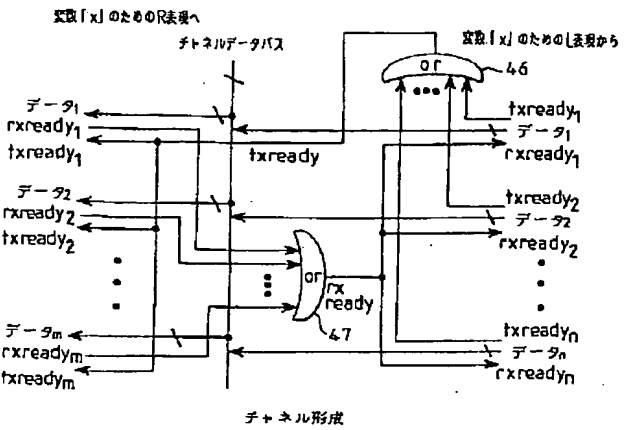 変数「x」のためのR表現へ
チャネルデータバス
変数「x」のためのL表現から
or
46
データ1
rxready1
txready1
txready
txready1
データ1
rxready1
データ2
rxready2
txready2
txready2
データ2
rxready2
or
rx
ready
47
データm
rxreadym
txreadym
txreadyn
データn
rxreadyn
チャネル形成